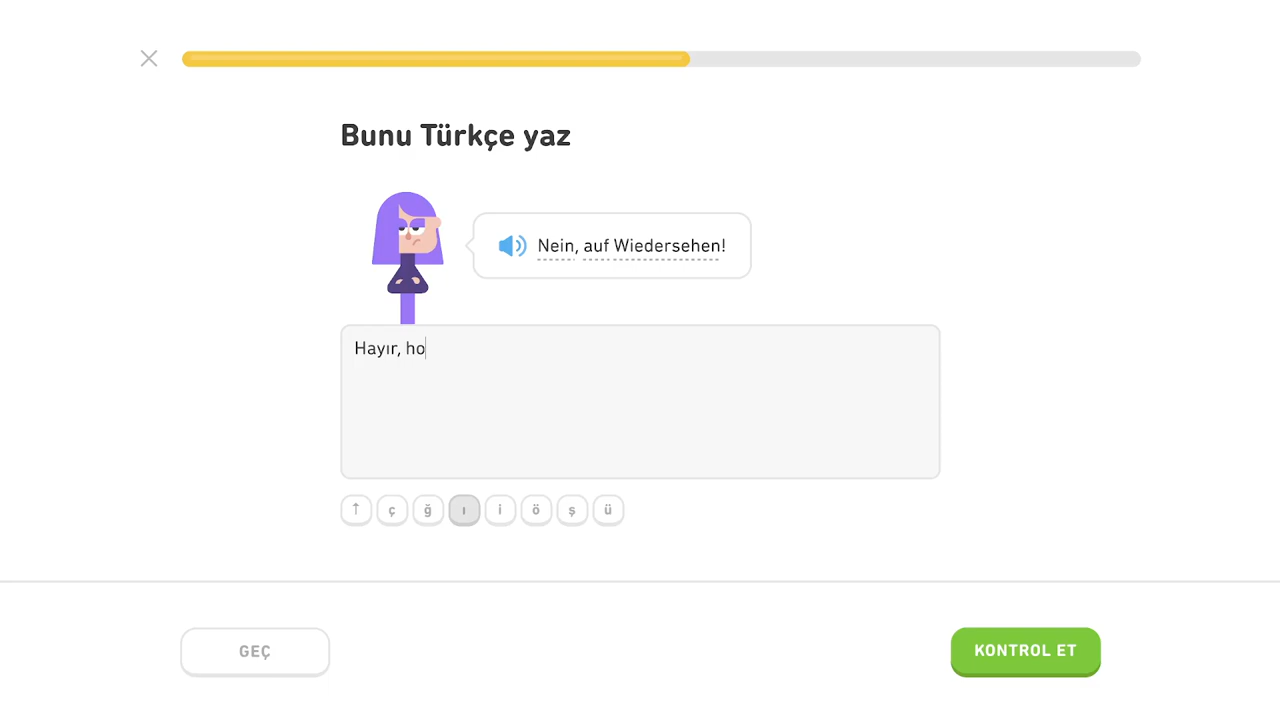 Bunu Türkçe yaz
Nein, auf Wiedersehen!
Hayır, ho
↑ ç ğ ı i ö ş ü
GEÇ
KONTROL ET